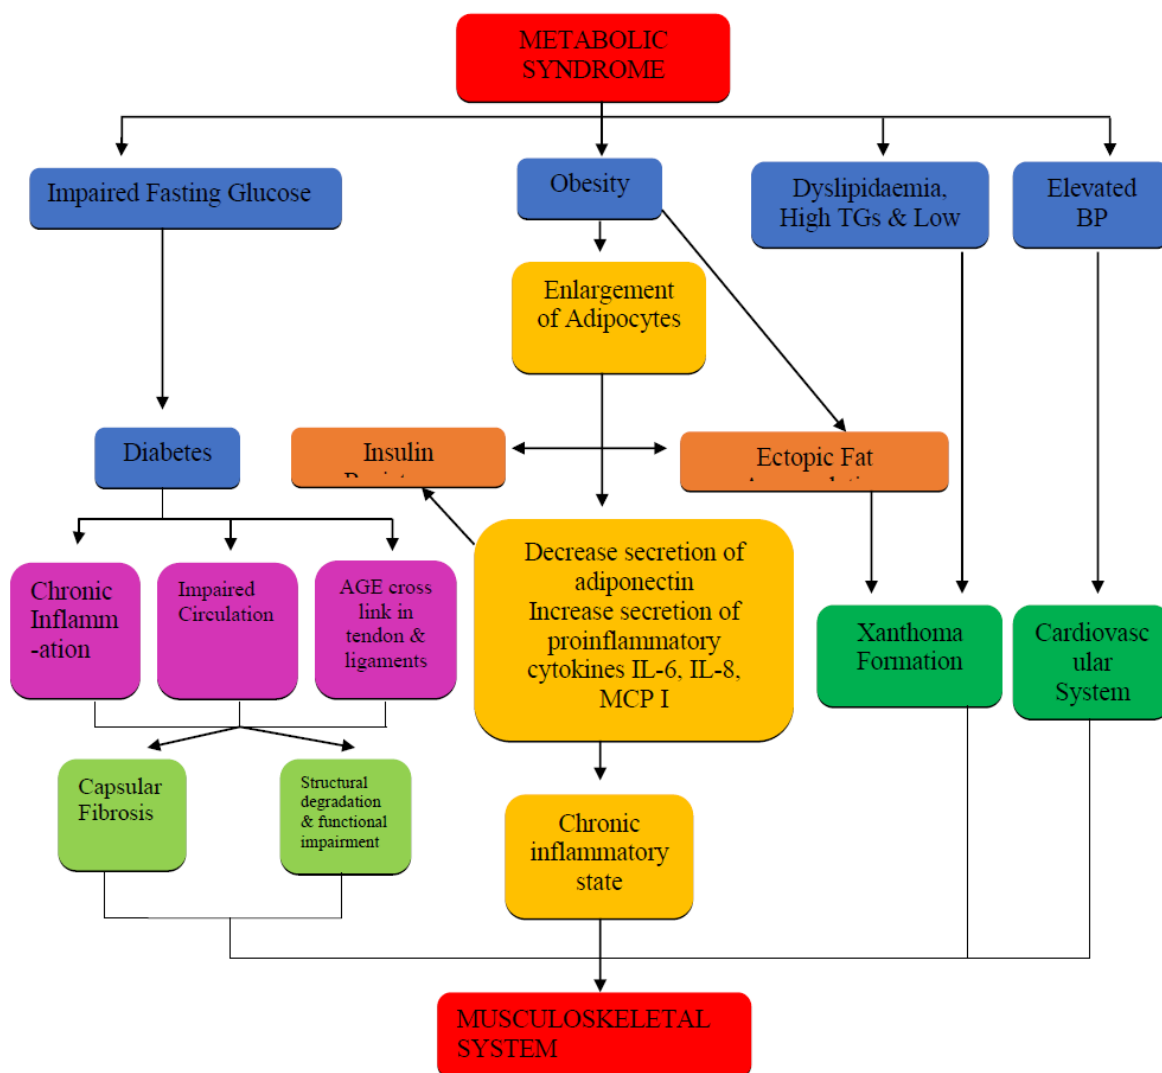 METABOLIC
SYNDROME
Impaired Fasting Glucose
Obesity
Dyslipidaemia,
High TGs & Low
Elevated
BP
Enlargement
of Adipocytes
Diabetes
Insulin
Ectopic Fat
Chronic
Inflamm
-ation
Impaired
Circulation
AGE cross
link in
tendon &
ligaments
Decrease secretion of
adiponectin
Increase secretion of
proinflammatory
cytokines IL-6, IL-8,
MCP I
Xanthoma
Formation
Cardiovasc
ular
System
Capsular
Fibrosis
Structural
degradation
& functional
impairment
Chronic
inflammatory
state
MUSCULOSKELETAL
SYSTEM